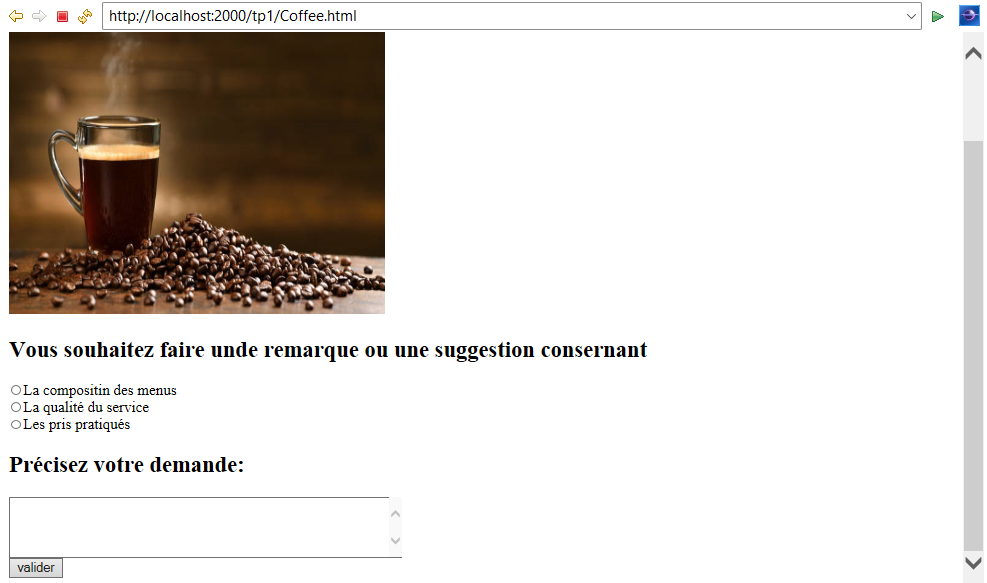 http://localhost:2000/tp1/Coffee.html
Vous souhaitez faire unde remarque ou une suggestion consernant
La compositin des menus
La qualité du service
Les pris pratiqués
Précisez votre demande:
valider